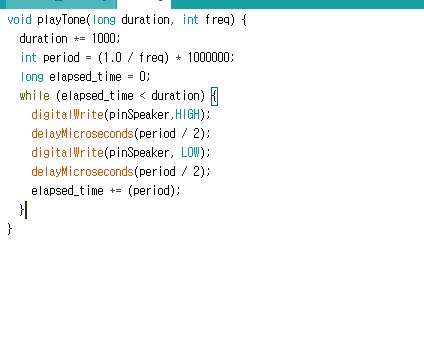 void playTone(long duration, int freq) {
  duration *= 1000;
  int period = (1.0 / freq) * 1000000;
  long elapsed_time = 0;
  while (elapsed_time < duration) {
    digitalWrite(pinSpeaker,HIGH);
    delayMicroseconds(period / 2);
    digitalWrite(pinSpeaker, LOW);
    delayMicroseconds(period / 2);
    elapsed_time += (period);
  }
}